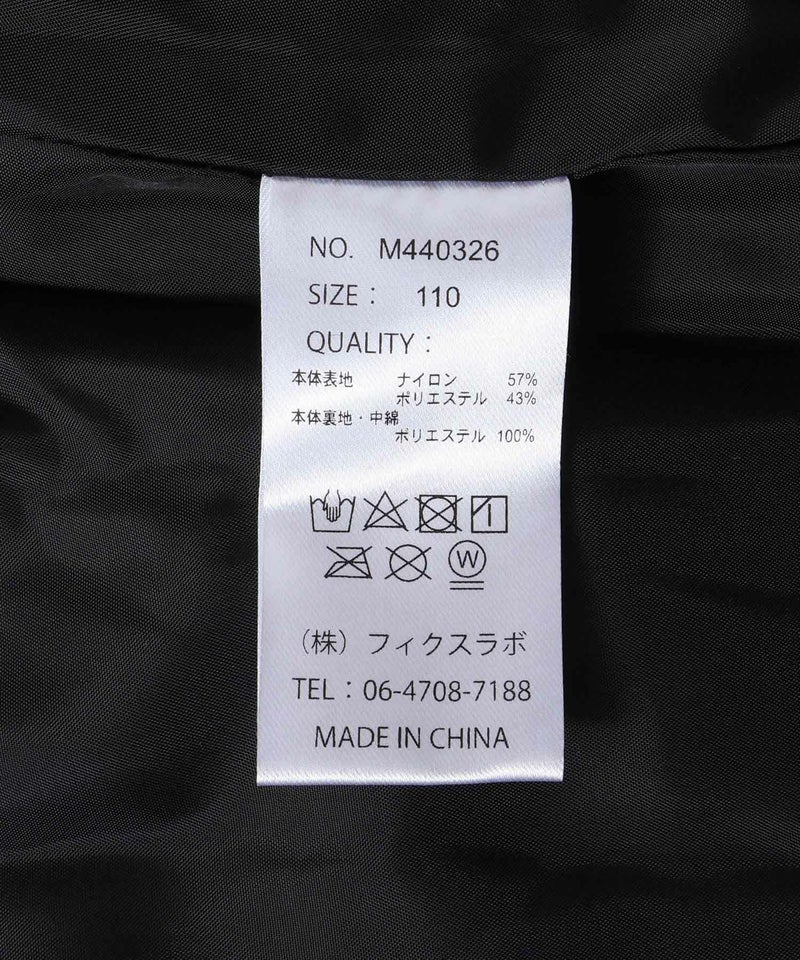 NO. M440326
SIZE : 110
QUALITY :
本体表地 ナイロン 57%
ポリエステル 43%
本体裏地・中綿
ポリエステル 100%
W
（株）フィクスラボ
TEL : 06-4708-7188
MADE IN CHINA